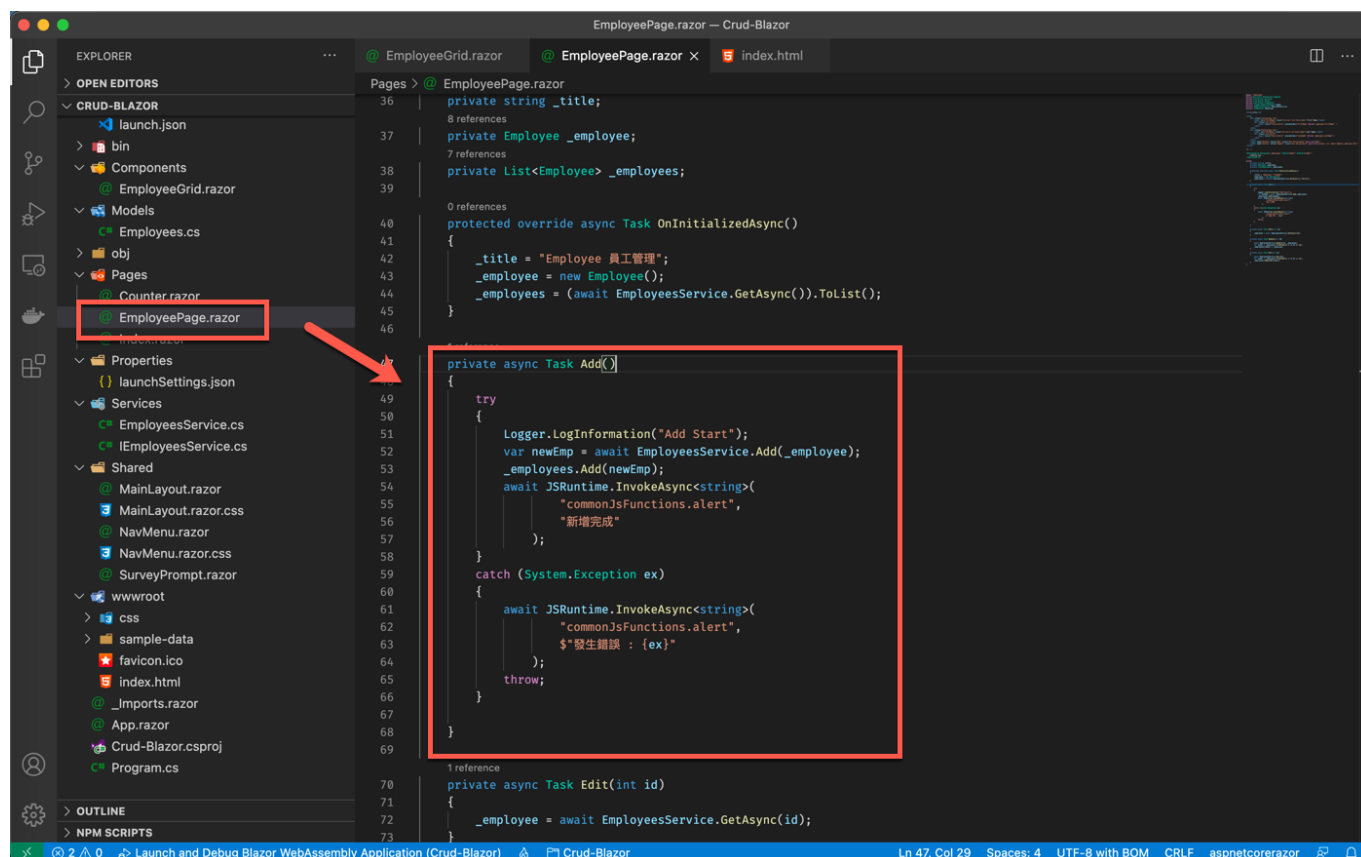 EmployeePage.razor — Crud-Blazor
EXPLORER
OPEN EDITORS
CRUD-BLAZOR
launch.json
bin
Components
EmployeeGrid.razor
Models
Employees.cs
obj
Pages
Counter.razor
EmployeePage.razor
Index.razor
Properties
launchSettings.json
Services
EmployeesService.cs
IEmployeesService.cs
Shared
MainLayout.razor
MainLayout.razor.css
NavMenu.razor
NavMenu.razor.css
SurveyPrompt.razor
wwwroot
css
sample-data
favicon.ico
index.html
_Imports.razor
App.razor
Crud-Blazor.csproj
Program.cs
OUTLINE
NPM SCRIPTS
EmployeeGrid.razor EmployeePage.razor index.html
Pages > EmployeePage.razor
36 private string _title;
8 references
37 private Employee _employee;
7 references
38 private List<Employee> _employees;
39
0 references
40 protected override async Task OnInitializedAsync()
41 {
42 _title = "Employee 員工管理";
43 _employee = new Employee();
44 _employees = (await EmployeesService.GetAsync()).ToList();
45 }
46
47 private async Task Add()
48 {
49 try
50 {
51 Logger.LogInformation("Add Start");
52 var newEmp = await EmployeesService.Add(_employee);
53 _employees.Add(newEmp);
54 await JSRuntime.InvokeAsync<string>(
55 "commonJsFunctions.alert",
56 "新增完成"
57 );
58 }
59 catch (System.Exception ex)
60 {
61 await JSRuntime.InvokeAsync<string>(
62 "commonJsFunctions.alert",
63 $"發生錯誤 : {ex}"
64 );
65 throw;
66 }
67
68 }
69
1 reference
70 private async Task Edit(int id)
71 {
72 _employee = await EmployeesService.GetAsync(id);
73 }
2 0 Launch and Debug Blazor WebAssembly Application (Crud-Blazor) Crud-Blazor Ln 47, Col 29 Spaces: 4 UTF-8 with BOM CRLF aspnetcorerazor